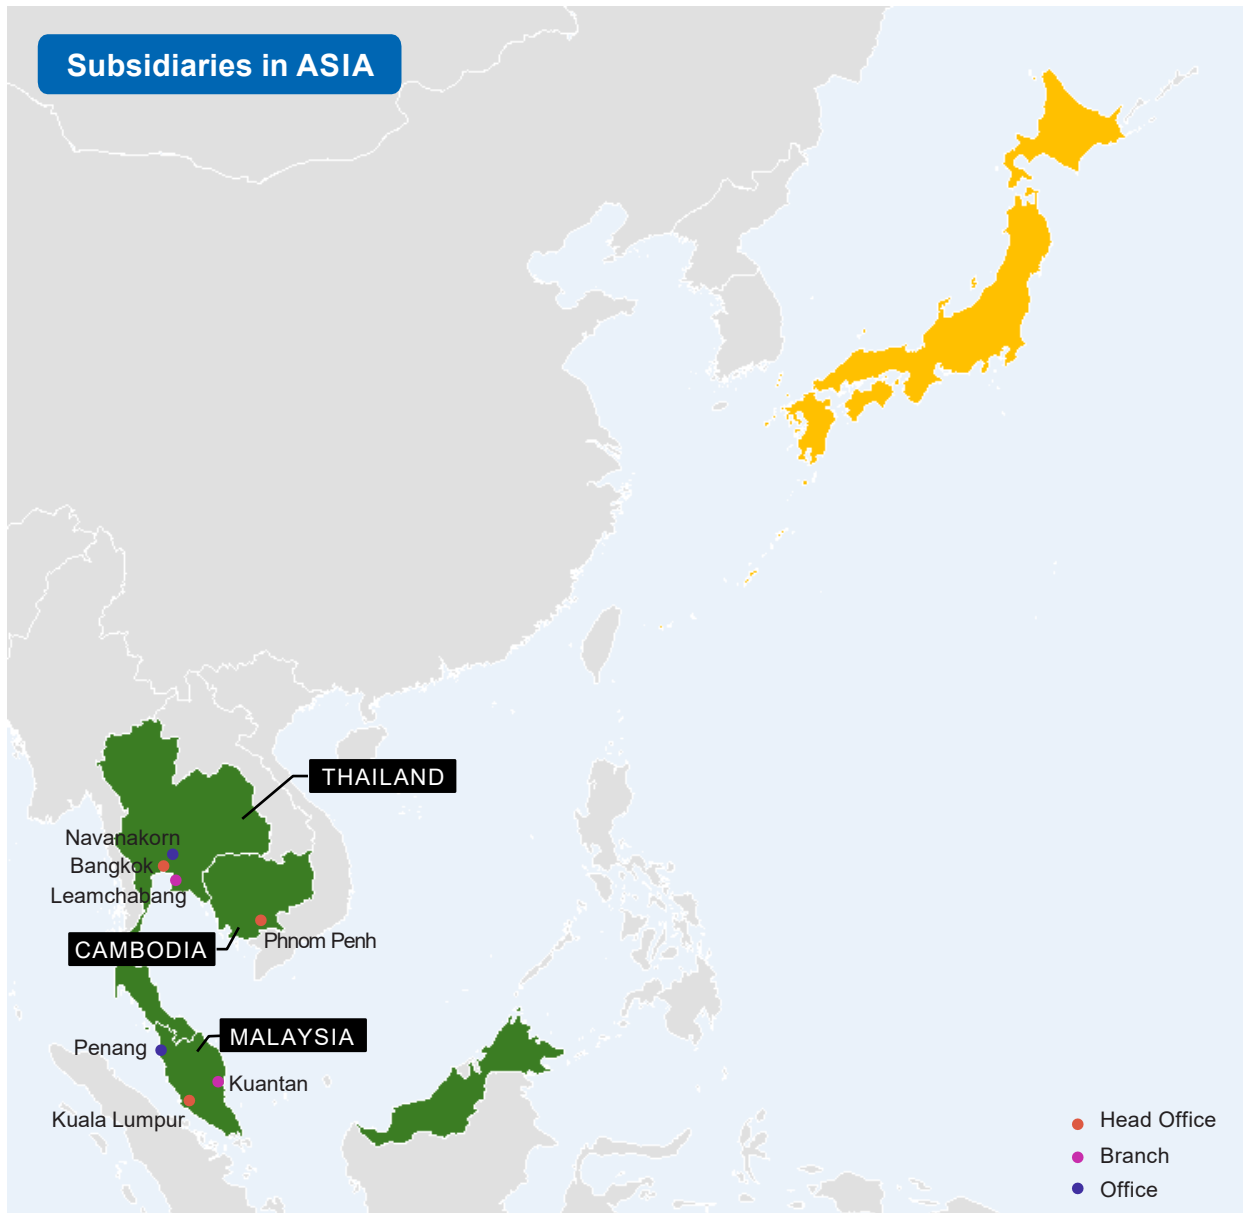 Subsidiaries in ASIA
THAILAND
Navanakorn
Bangkok
Leamchabang
Phnom Penh
CAMBODIA
MALAYSIA
Penang
Kuantan
Kuala Lumpur
Head Office
Branch
Office